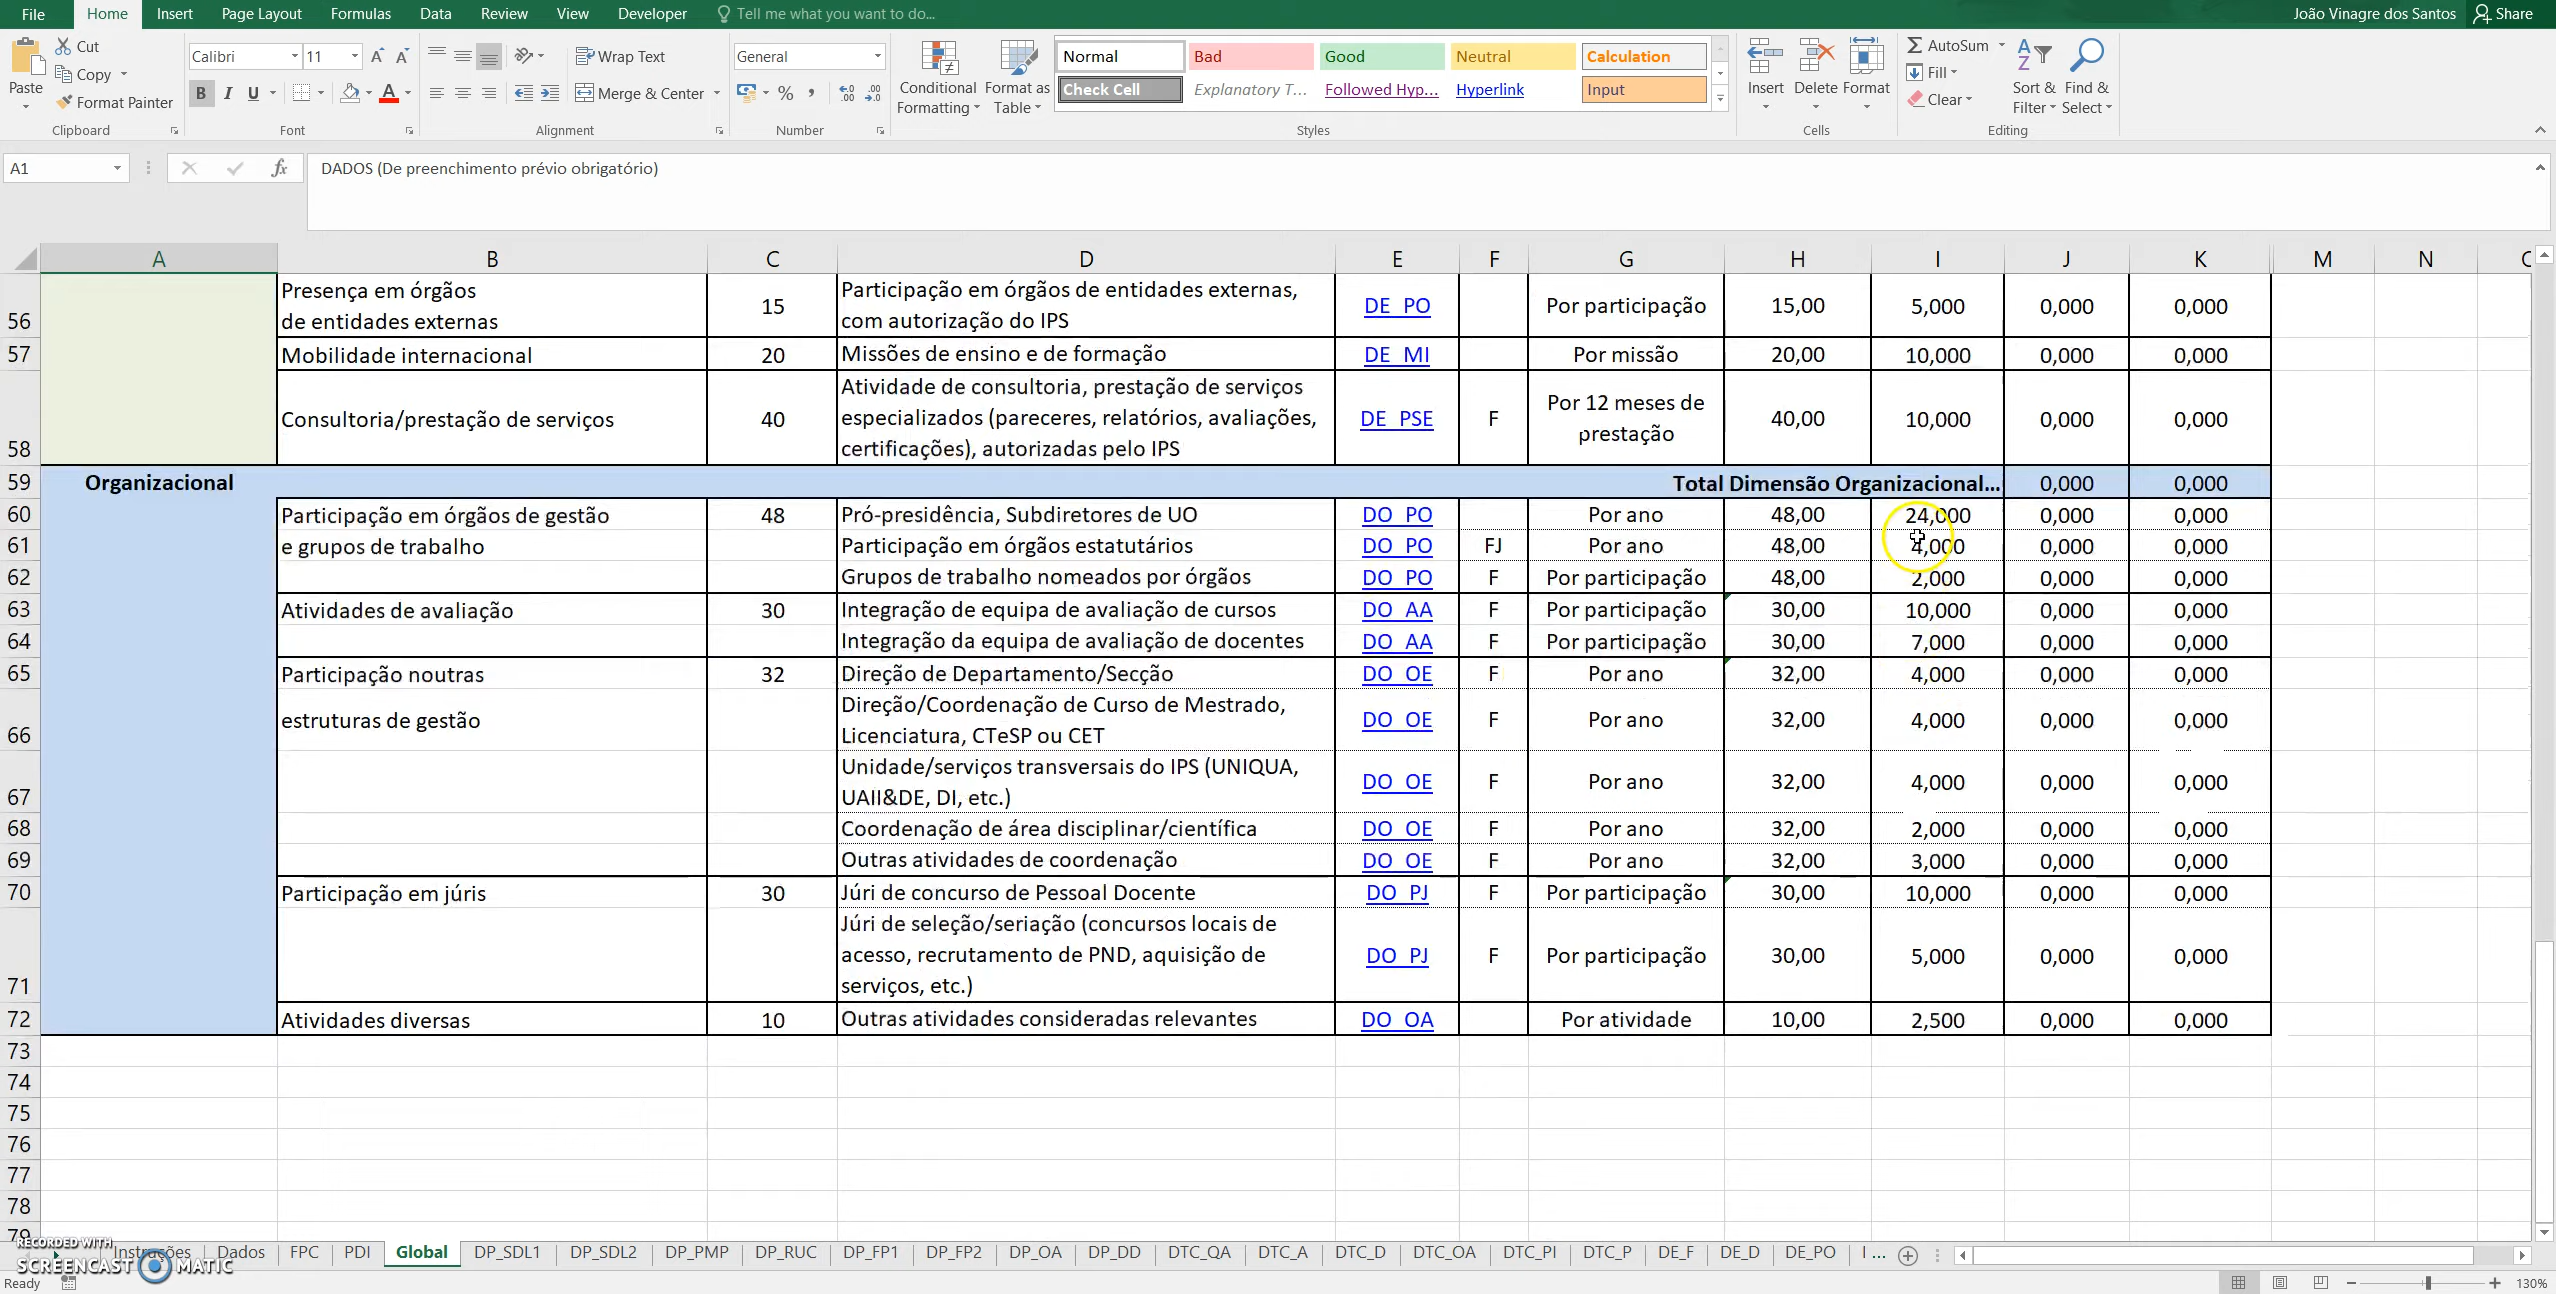 File Home Insert Page Layout Formulas Data Review View Developer Tell me what you want to do... João Vinagre dos Santos Share
Cut
Copy
Format Painter
Paste
Clipboard
Calibri 11
B I U
Font
Wrap Text
Merge & Center
Alignment
General
%
Number
Conditional Formatting
Format as Table
Normal Bad Good Neutral Calculation
Check Cell Explanatory T... Followed Hyp... Hyperlink Input
Styles
Insert Delete Format
Cells
AutoSum
Fill
Clear
Sort & Filter
Find & Select
Editing
A1 fx DADOS (De preenchimento prévio obrigatório)
A B C D E F G H I J K M N
56 Presença em órgãos de entidades externas 15 Participação em órgãos de entidades externas, com autorização do IPS DE_PO Por participação 15,00 5,000 0,000 0,000
57 Mobilidade internacional 20 Missões de ensino e de formação DE_MI Por missão 20,00 10,000 0,000 0,000
58 Consultoria/prestação de serviços 40 Atividade de consultoria, prestação de serviços especializados (pareceres, relatórios, avaliações, certificações), autorizadas pelo IPS DE_PSE F Por 12 meses de prestação 40,00 10,000 0,000 0,000
59 Organizacional Total Dimensão Organizacional... 0,000 0,000
60 Participação em órgãos de gestão 48 Pró-presidência, Subdiretores de UO DO_PO Por ano 48,00 24,000 0,000 0,000
61 e grupos de trabalho Participação em órgãos estatutários DO_PO FJ Por ano 48,00 4,000 0,000 0,000
62 Grupos de trabalho nomeados por órgãos DO_PO F Por participação 48,00 2,000 0,000 0,000
63 Atividades de avaliação 30 Integração de equipa de avaliação de cursos DO_AA F Por participação 30,00 10,000 0,000 0,000
64 Integração da equipa de avaliação de docentes DO_AA F Por participação 30,00 7,000 0,000 0,000
65 Participação noutras 32 Direção de Departamento/Secção DO_OE F Por ano 32,00 4,000 0,000 0,000
66 estruturas de gestão Direção/Coordenação de Curso de Mestrado, Licenciatura, CTeSP ou CET DO_OE F Por ano 32,00 4,000 0,000 0,000
67 Unidade/serviços transversais do IPS (UNIQUA, UAII&DE, DI, etc.) DO_OE F Por ano 32,00 4,000 0,000 0,000
68 Coordenação de área disciplinar/científica DO_OE F Por ano 32,00 2,000 0,000 0,000
69 Outras atividades de coordenação DO_OE F Por ano 32,00 3,000 0,000 0,000
70 Participação em júris 30 Júri de concurso de Pessoal Docente DO_PJ F Por participação 30,00 10,000 0,000 0,000
71 Júri de seleção/seriação (concursos locais de acesso, recrutamento de PND, aquisição de serviços, etc.) DO_PJ F Por participação 30,00 5,000 0,000 0,000
72 Atividades diversas 10 Outras atividades consideradas relevantes DO_OA Por atividade 10,00 2,500 0,000 0,000
73
74
75
76
77
78
79
RECORDED WITH
SCREENCAST MATIC
Instruções Dados FPC PDI Global DP_SDL1 DP_SDL2 DP_PMP DP_RUC DP_FP1 DP_FP2 DP_OA DP_DD DTC_QA DTC_A DTC_D DTC_OA DTC_PI DTC_P DE_F DE_D DE_PO ...
Ready 130%